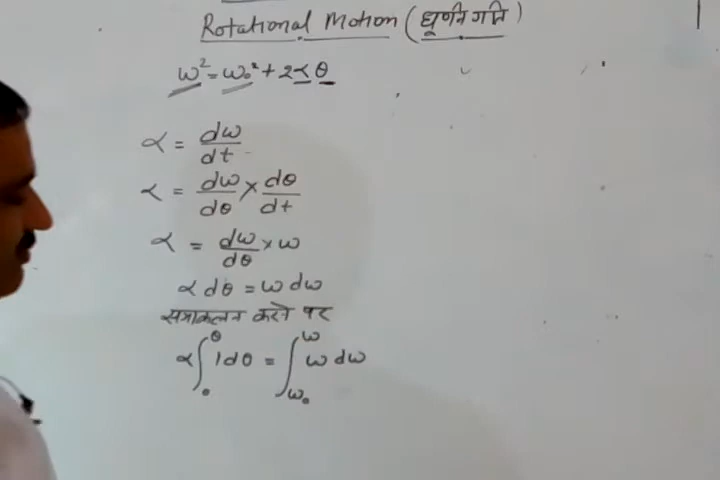 Rotational Motion (घूर्णन गति)
ω² = ω₀² + 2αθ
α = dω/dt
α = dω/dθ × dθ/dt
α = dω/dθ × ω
α dθ = ω dω
समाकलन करने पर
α ∫₀^θ 1 dθ = ∫_ω₀^ω ω dω